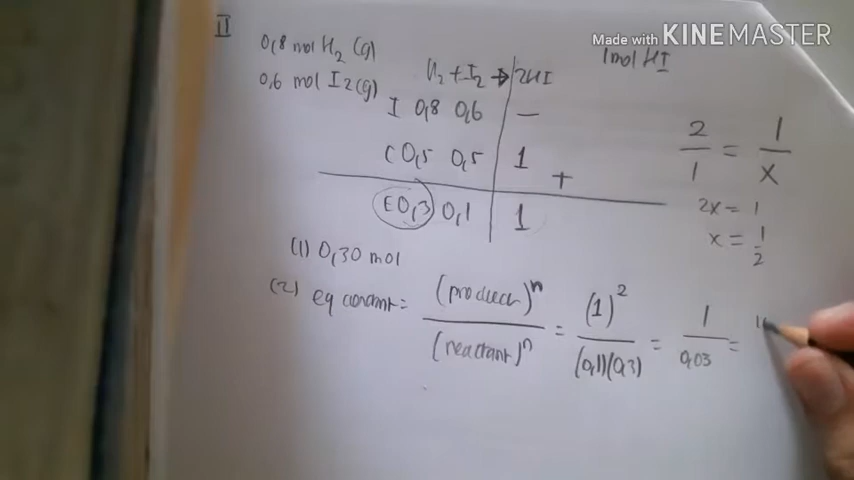 Made with KINEMASTER
II
0,8 mol H2 (g)
0,6 mol I2(g)
1mol HI
H2 + I2 → 2HI
I 0,8 0,6 —
C 0,5 0,5 1 +
E 0,3 0,1 1
2/1 = 1/x
2x = 1
x = 1/2
(1) 0,30 mol
(2) eq constant = (product)^n / (reactant)^n = (1)^2 / (0,1)(0,3) = 1 / 0,03 =